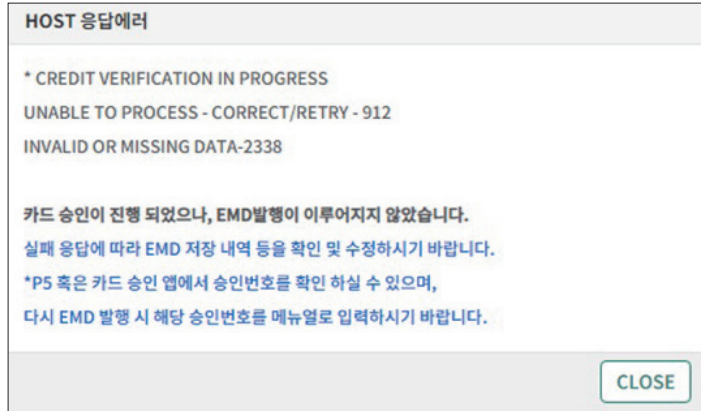 HOST 응답에러
* CREDIT VERIFICATION IN PROGRESS
UNABLE TO PROCESS - CORRECT/RETRY - 912
INVALID OR MISSING DATA-2338
카드 승인이 진행 되었으나, EMD발행이 이루어지지 않았습니다.
실패 응답에 따라 EMD 저장 내역 등을 확인 및 수정하시기 바랍니다.
*P5 혹은 카드 승인 앱에서 승인번호를 확인 하실 수 있으며,
다시 EMD 발행 시 해당 승인번호를 메뉴얼로 입력하시기 바랍니다.
CLOSE